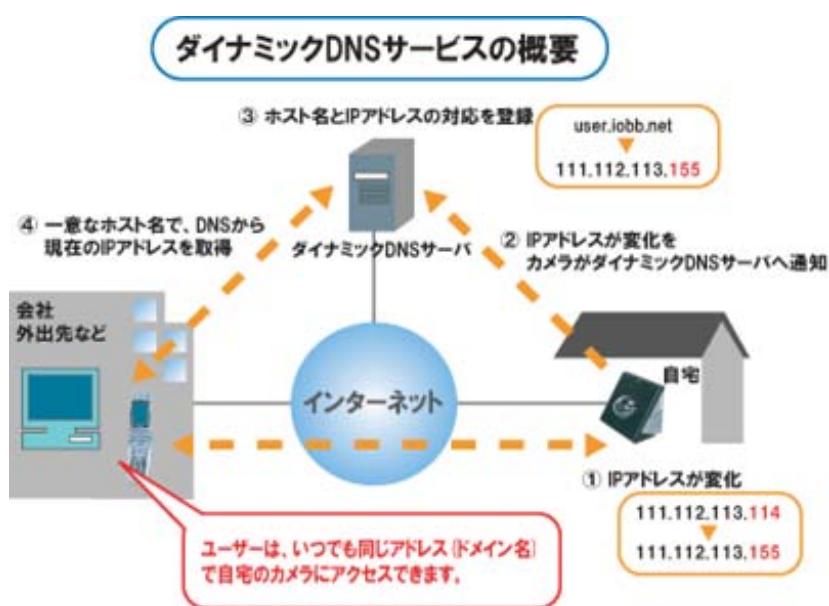 ダイナミックDNSサービスの概要
③ ホスト名とIPアドレスの対応を登録
user.iobb.net
111.112.113.155
④ 一意なホスト名で、DNSから
現在のIPアドレスを取得
ダイナミックDNSサーバ
② IPアドレスが変化を
カメラがダイナミックDNSサーバへ通知
会社
外出先など
インターネット
自宅
① IPアドレスが変化
111.112.113.114
111.112.113.155
ユーザーは、いつでも同じアドレス(ドメイン名)
で自宅のカメラにアクセスできます。